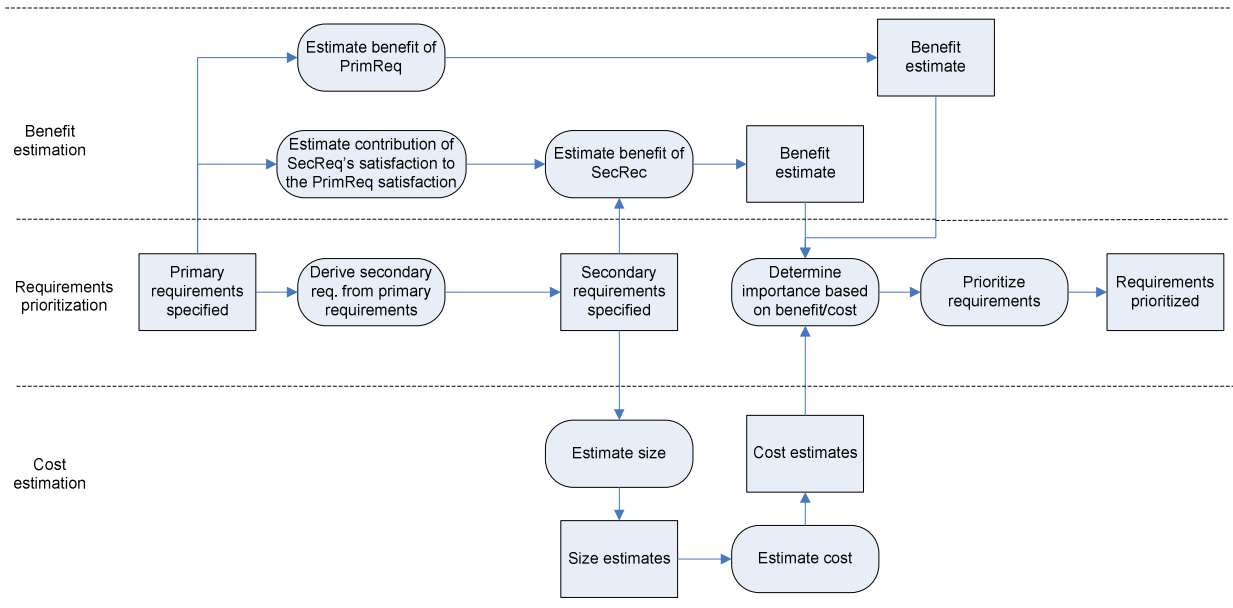 Estimate benefit of
PrimReq
Benefit
estimate
Benefit
estimation
Estimate contribution of
SecReq's satisfaction to
the PrimReq satisfaction
Estimate benefit of
SecRec
Benefit
estimate
Requirements
prioritization
Primary
requirements
specified
Derive secondary
req. from primary
requirements
Secondary
requirements
specified
Determine
importance based
on benefit/cost
Prioritize
requirements
Requirements
prioritized
Cost
estimation
Estimate size
Cost estimates
Size estimates
Estimate cost